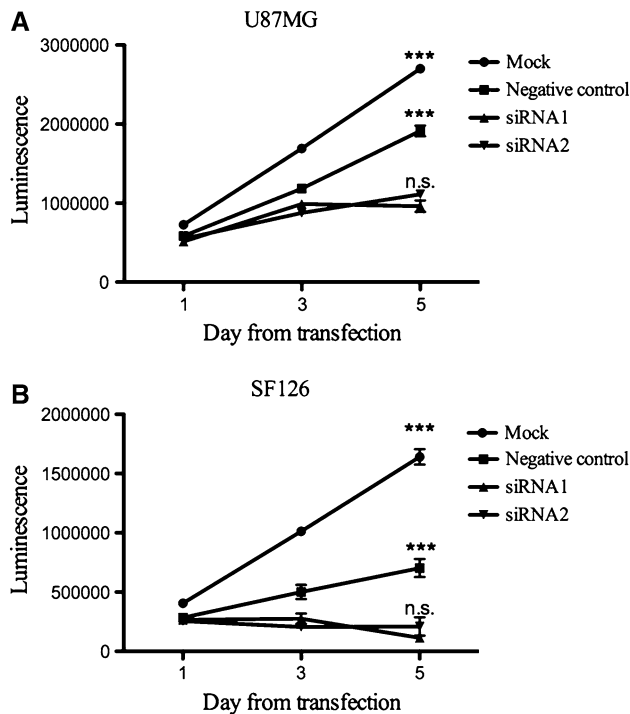 A
U87MG
3000000
2000000
1000000
0
Luminescence
***
***
n.s.
Mock
Negative control
siRNA1
siRNA2
1 3 5
Day from transfection
B
SF126
2000000
1500000
1000000
500000
0
Luminescence
***
***
n.s.
Mock
Negative control
siRNA1
siRNA2
1 3 5
Day from transfection